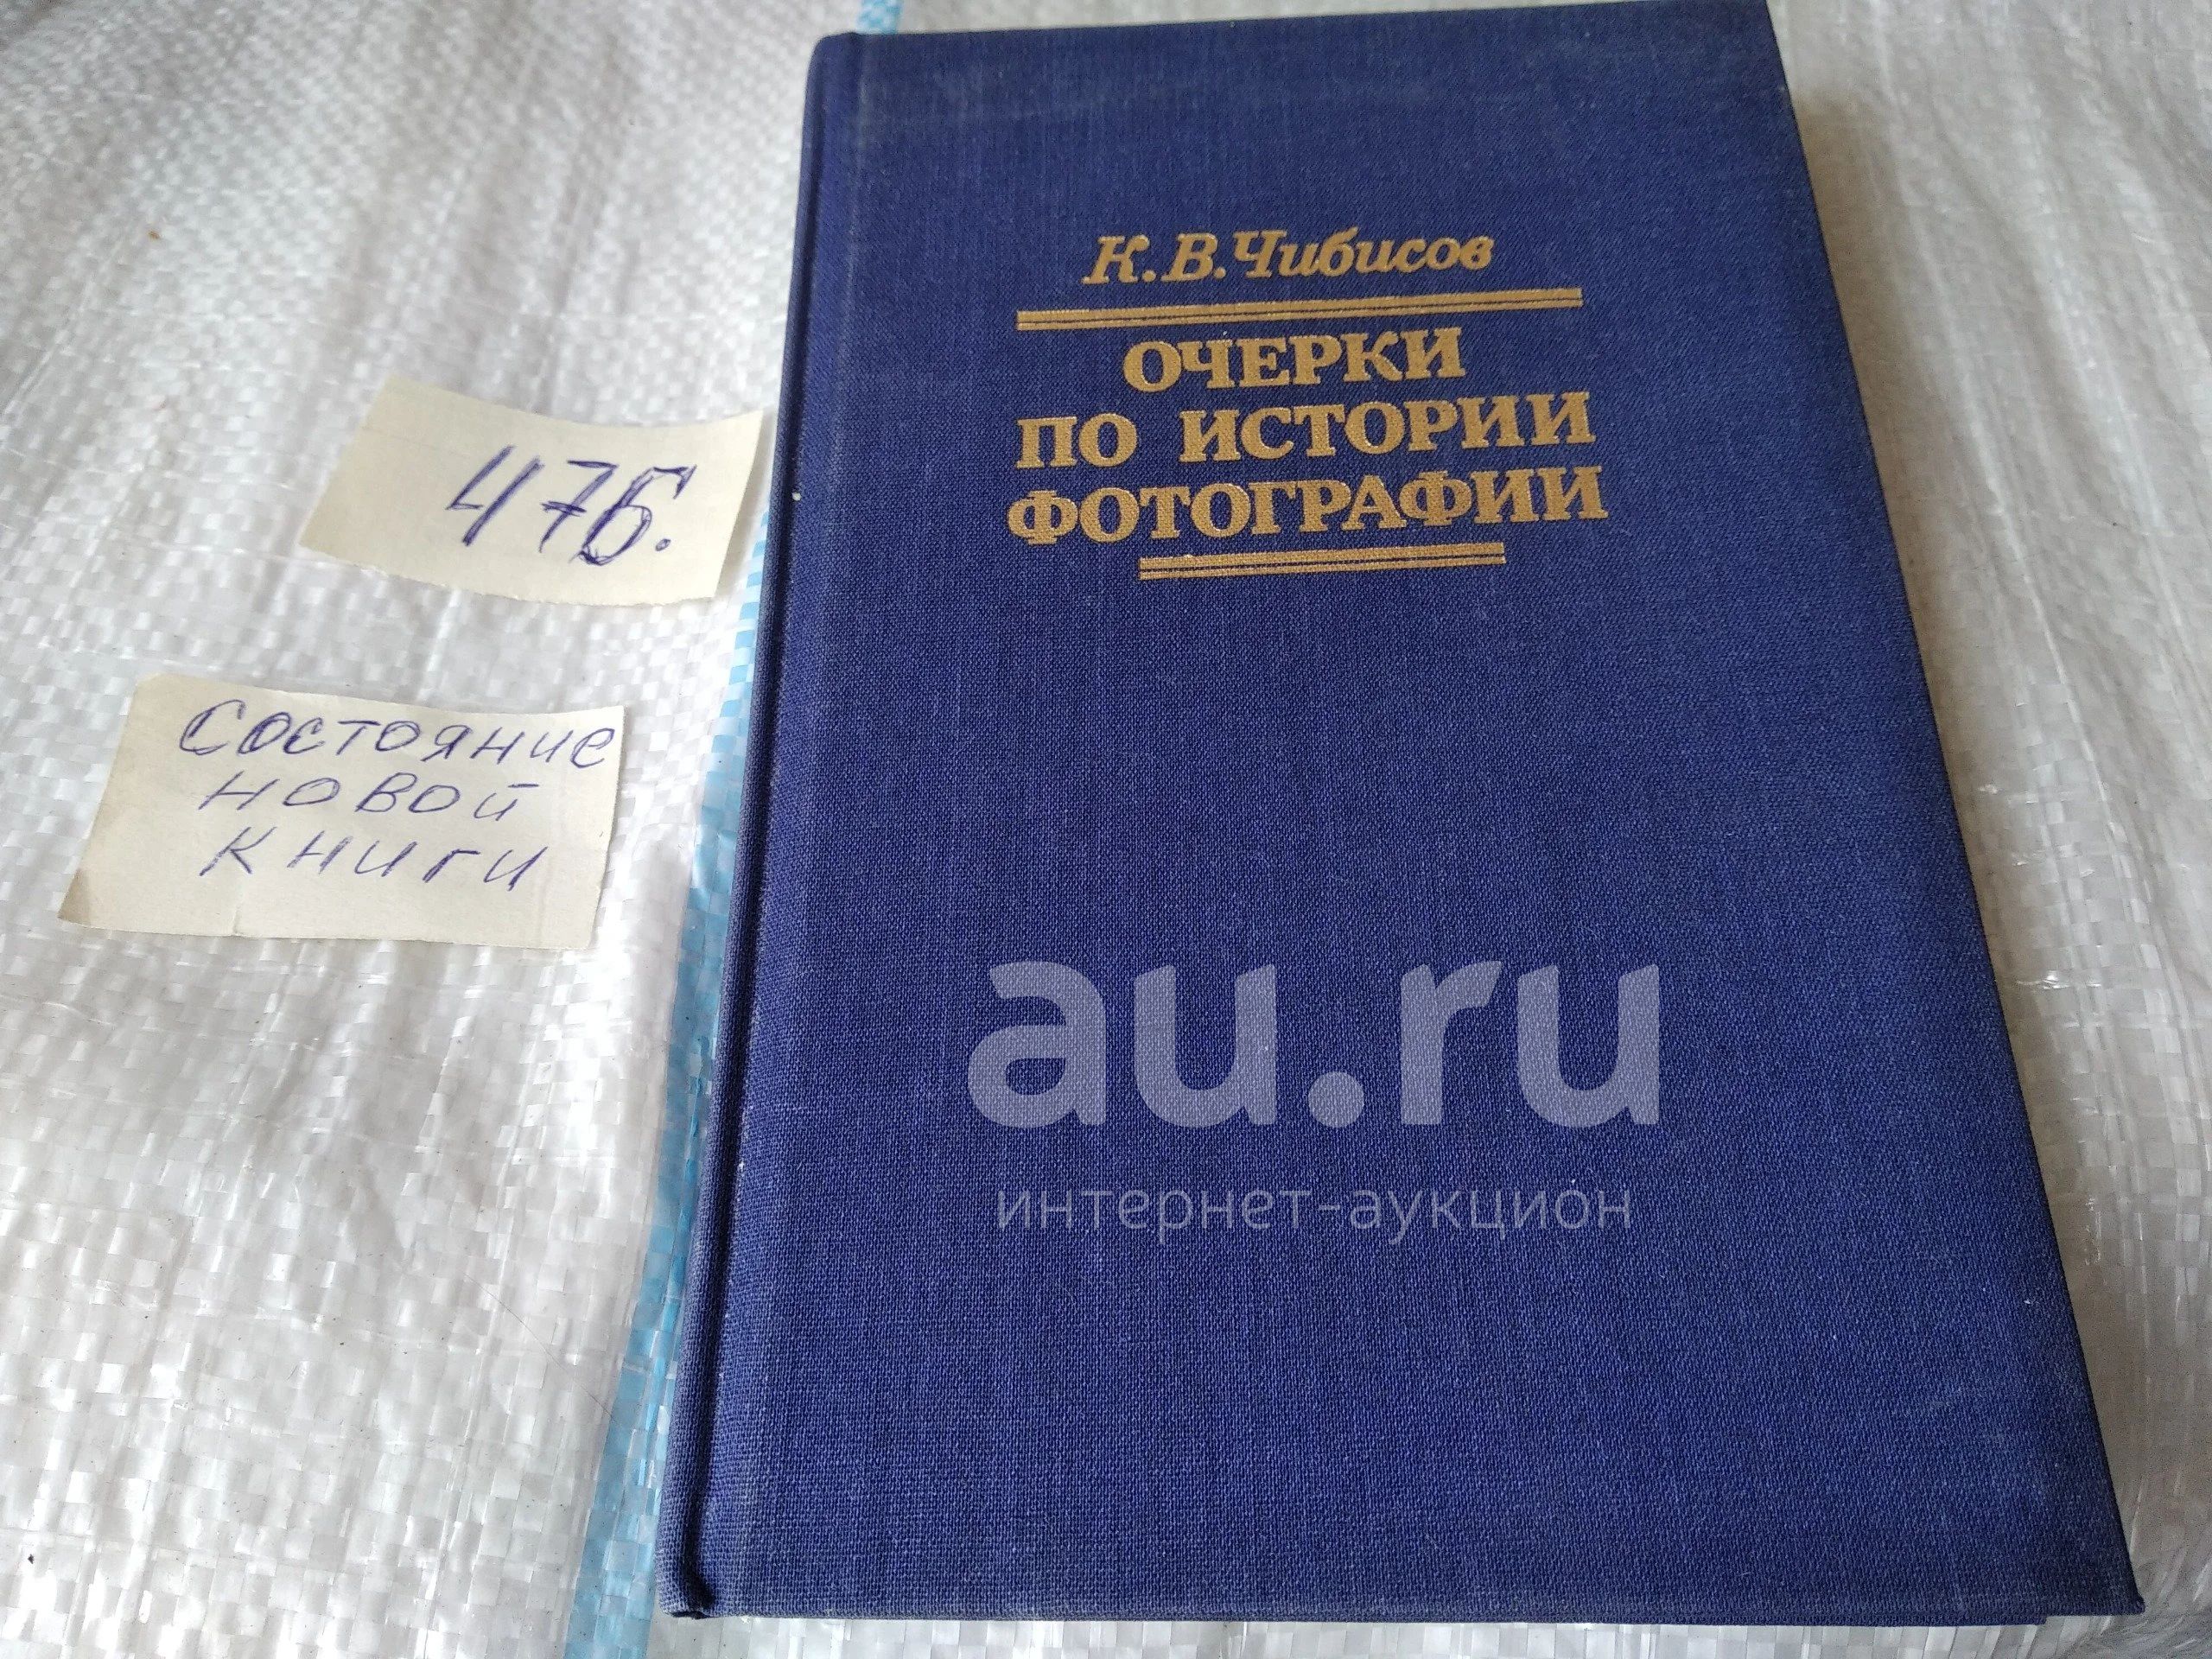 К.В.Чибисов
ОЧЕРКИ
ПО ИСТОРИИ
ФОТОГРАФИИ
476.
Состояние
новой
книги
au.ru
интернет-аукцион